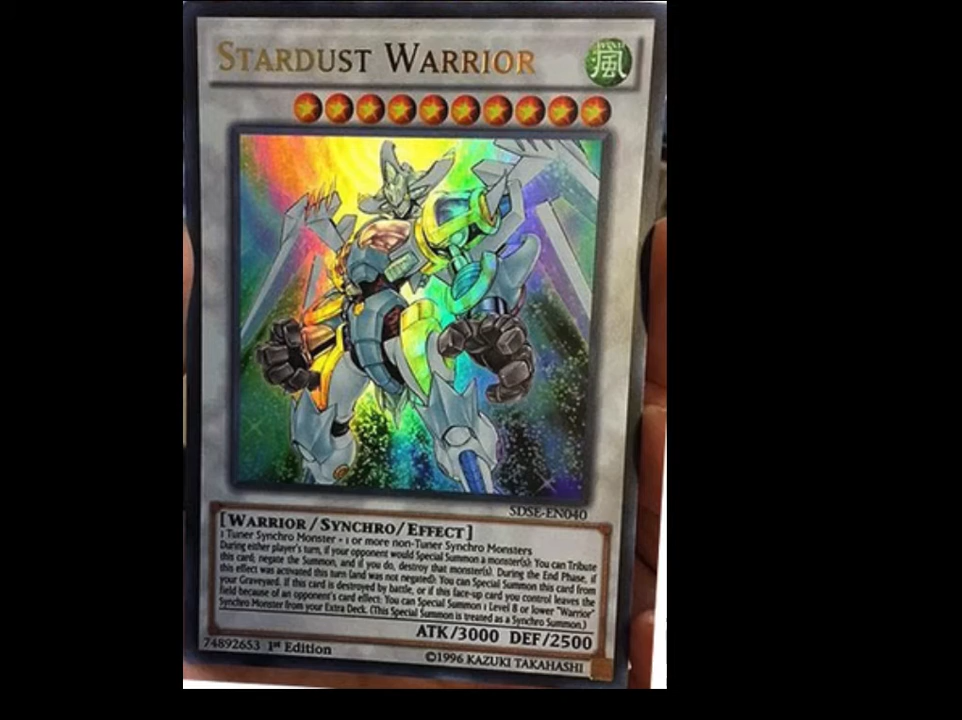 STARDUST WARRIOR
風
SDSE-EN040
[WARRIOR/SYNCHRO/EFFECT]
1 Tuner Synchro Monster + 1 or more non-Tuner Synchro Monsters
During either player's turn, if your opponent would Special Summon a monster(s): You can Tribute
this card; negate the Summon, and if you do, destroy that monster(s). During the End Phase, if
this effect was activated this turn (and was not negated): You can Special Summon this card from
your Graveyard. If this card is destroyed by battle, or if this face-up card you control leaves the
field because of an opponent's card effect: You can Special Summon 1 Level 8 or lower "Warrior"
Synchro Monster from your Extra Deck. (This Special Summon is treated as a Synchro Summon.)
ATK/3000 DEF/2500
74892653 1st Edition
©1996 KAZUKI TAKAHASHI